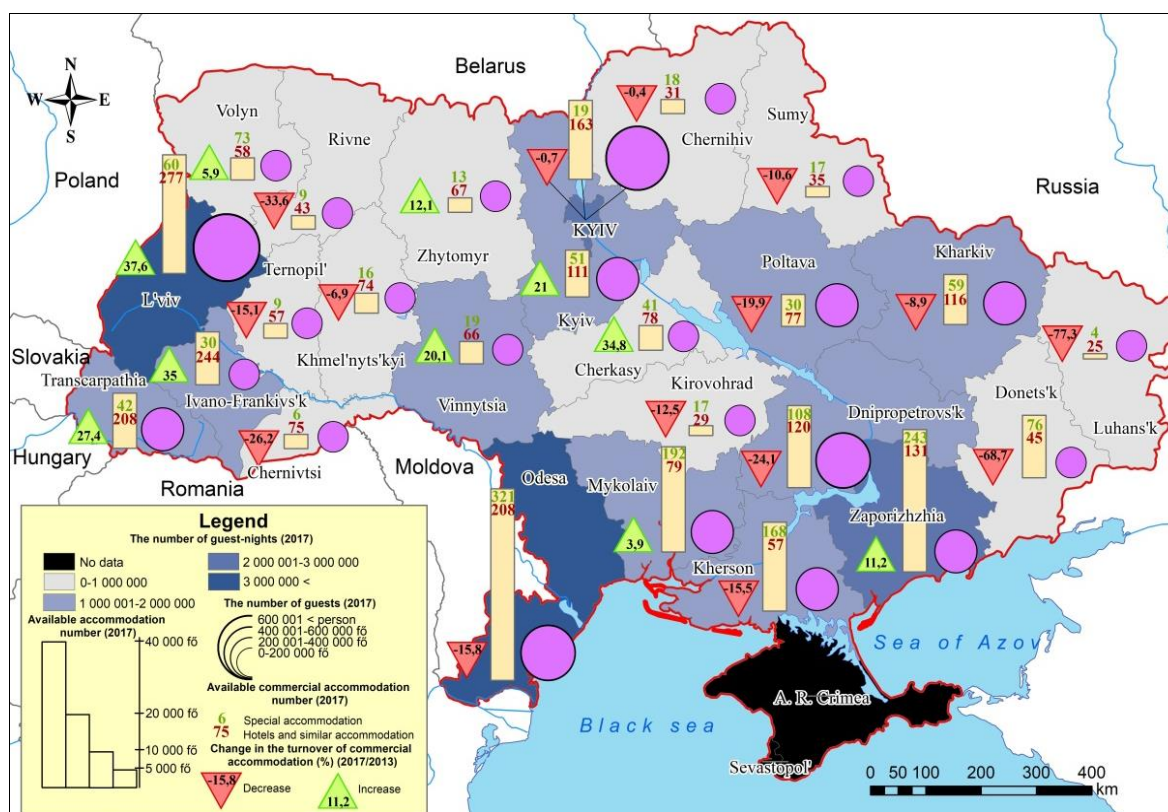 N
W E
S
Belarus
Poland
Russia
Slovakia
Hungary
Romania
Moldova
Volyn
73
58
5,9
Rivne
9
43
-33,6
60
277
37,6
L'viv
Zhytomyr
13
67
12,1
19
163
-0,7
KYIV
18
31
-0,4
Chernihiv
Sumy
17
35
-10,6
Ternopil'
9
57
-15,1
16
74
-6,9
Khmel'nyts'kyi
51
111
21
Kyiv
41
78
34,8
Cherkasy
Poltava
30
77
-19,9
Kharkiv
59
116
-8,9
4
25
-77,3
Luhans'k
Transcarpathia
42
208
27,4
30
244
35
Ivano-Frankivs'k
6
75
-26,2
Chernivtsi
19
66
20,1
Vinnytsia
Kirovohrad
17
29
-12,5
Dnipropetrovs'k
108
120
-24,1
Donets'k
76
45
-68,7
Odesa
321
208
-15,8
Mykolaiv
192
79
3,9
Kherson
168
57
-15,5
Zaporizhzhia
243
131
11,2
A. R. Crimea
Sevastopol'
Black sea
Sea of Azov
Legend
The number of guest-nights (2017)
No data
0-1 000 000
1 000 001-2 000 000
2 000 001-3 000 000
3 000 000 <
Available accommodation
number (2017)
40 000 fő
20 000 fő
10 000 fő
5 000 fő
The number of guests (2017)
600 001 < person
400 001-600 000 fő
200 001-400 000 fő
0-200 000 fő
Available commercial accommodation
number (2017)
6 Special accommodation
75 Hotels and similar accommodation
Change in the turnover of commercial
accommodation (%) (2017/2013)
-15,8 Decrease
11,2 Increase
0 50 100 200 300 400
km